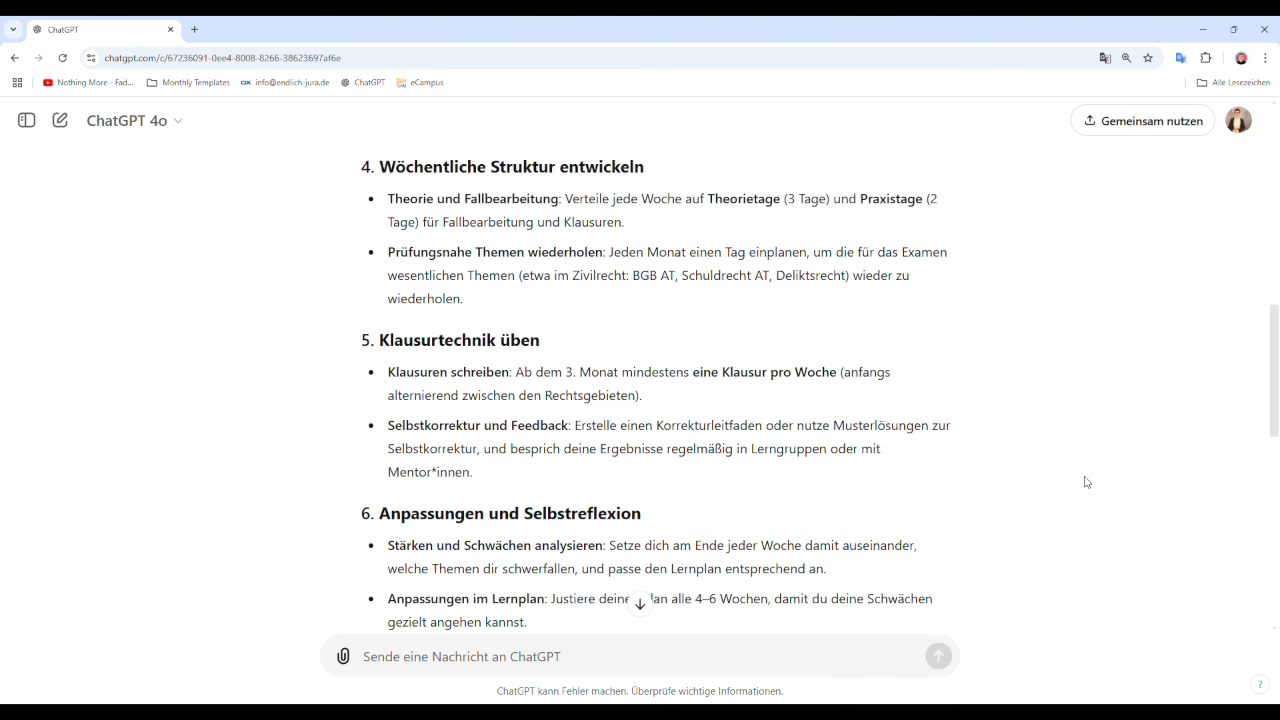 ChatGPT
chatgpt.com/c/67236091-0ee4-8008-8266-38623697af6e
Nothing More - Fad... Monthly Templates info@endlich-jura.de ChatGPT eCampus Alle Lesezeichen
ChatGPT 4o Gemeinsam nutzen
4. Wöchentliche Struktur entwickeln
• Theorie und Fallbearbeitung: Verteile jede Woche auf Theorietage (3 Tage) und Praxistage (2
Tage) für Fallbearbeitung und Klausuren.
• Prüfungsnahe Themen wiederholen: Jeden Monat einen Tag einplanen, um die für das Examen
wesentlichen Themen (etwa im Zivilrecht: BGB AT, Schuldrecht AT, Deliktsrecht) wieder zu
wiederholen.
5. Klausurtechnik üben
• Klausuren schreiben: Ab dem 3. Monat mindestens eine Klausur pro Woche (anfangs
alternierend zwischen den Rechtsgebieten).
• Selbstkorrektur und Feedback: Erstelle einen Korrekturleitfaden oder nutze Musterlösungen zur
Selbstkorrektur, und besprich deine Ergebnisse regelmäßig in Lerngruppen oder mit
Mentor*innen.
6. Anpassungen und Selbstreflexion
• Stärken und Schwächen analysieren: Setze dich am Ende jeder Woche damit auseinander,
welche Themen dir schwerfallen, und passe den Lernplan entsprechend an.
• Anpassungen im Lernplan: Justiere alle 4–6 Wochen, damit du deine Schwächen
gezielt angehen kannst.
Sende eine Nachricht an ChatGPT
ChatGPT kann Fehler machen. Überprüfe wichtige Informationen.
?